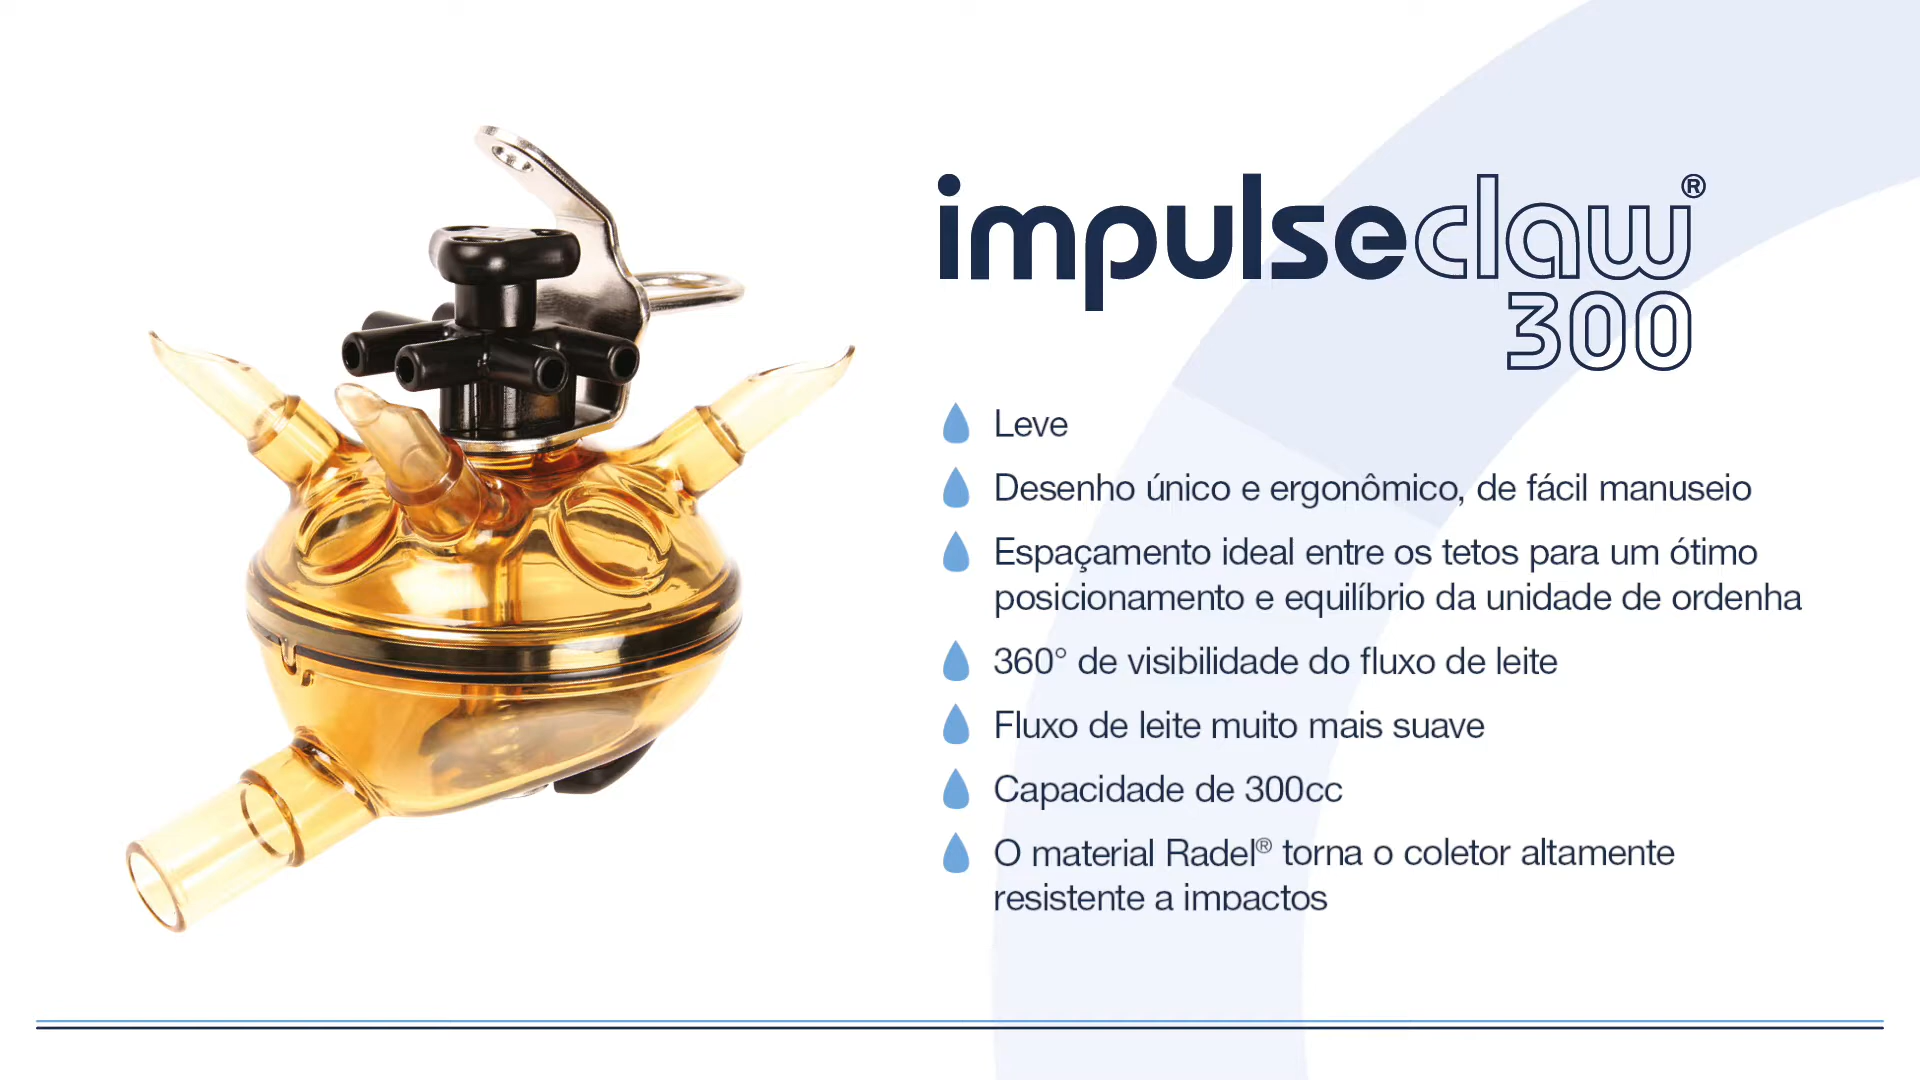 impulseclaw®
300
Leve
Desenho único e ergonômico, de fácil manuseio
Espaçamento ideal entre os tetos para um ótimo
posicionamento e equilíbrio da unidade de ordenha
360° de visibilidade do fluxo de leite
Fluxo de leite muito mais suave
Capacidade de 300cc
O material Radel® torna o coletor altamente
resistente a impactos